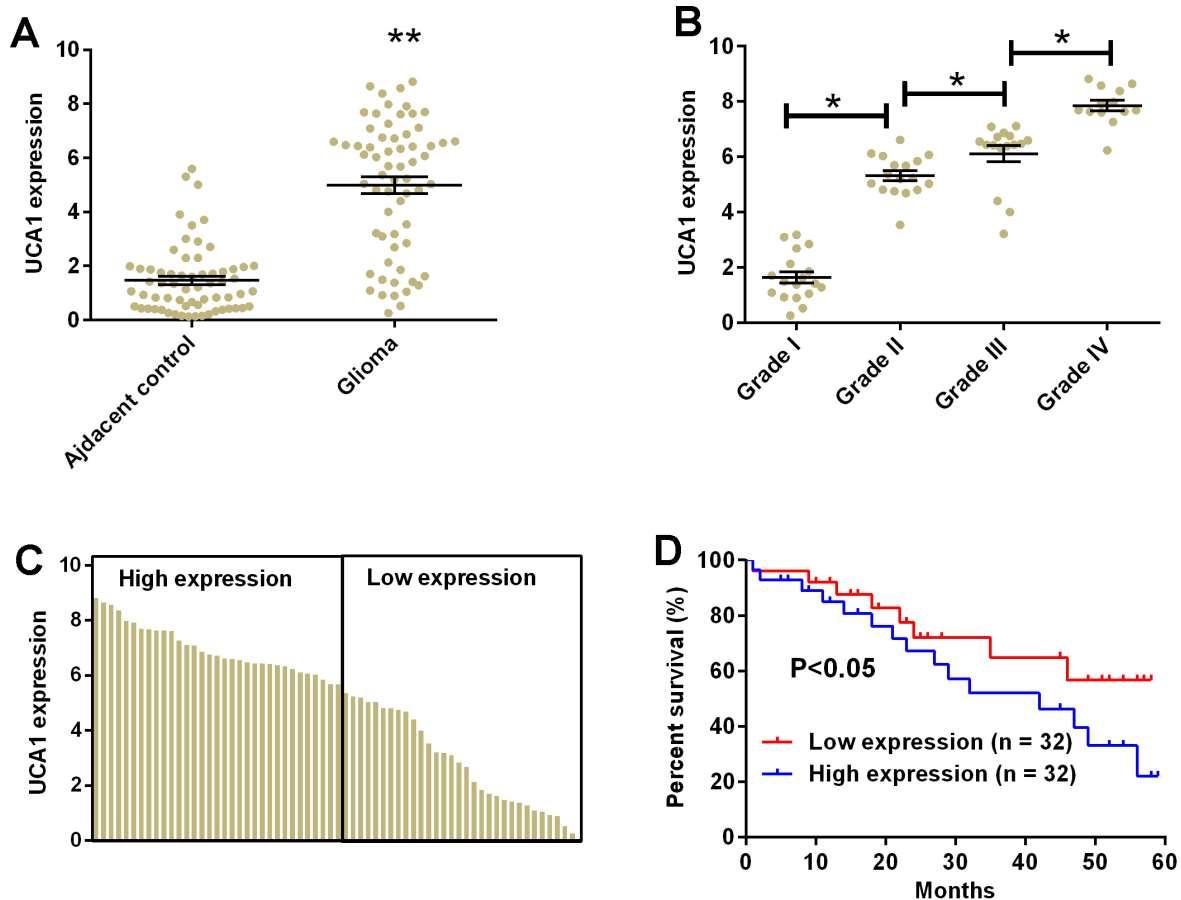 A
**
10
8
6
4
2
0
UCA1 expression
Ajdacent control
Glioma
B
*
*
*
10
8
6
4
2
0
UCA1 expression
Grade I
Grade II
Grade III
Grade IV
C
High expression
Low expression
10
8
6
4
2
0
UCA1 expression
D
100
80
60
40
20
0
Percent survival (%)
P<0.05
Low expression (n = 32)
High expression (n = 32)
0 10 20 30 40 50 60
Months